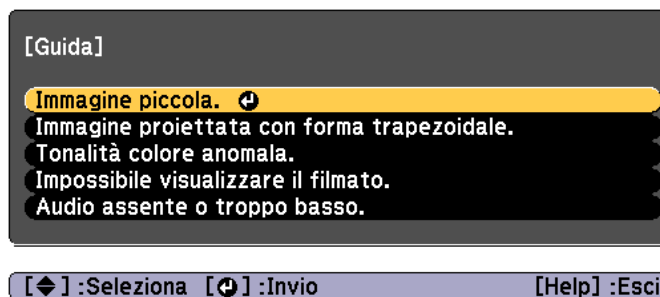 [Guida]
Immagine piccola.
Immagine proiettata con forma trapezoidale.
Tonalità colore anomala.
Impossibile visualizzare il filmato.
Audio assente o troppo basso.
[◆] :Seleziona [⏎] :Invio [Help] :Esci